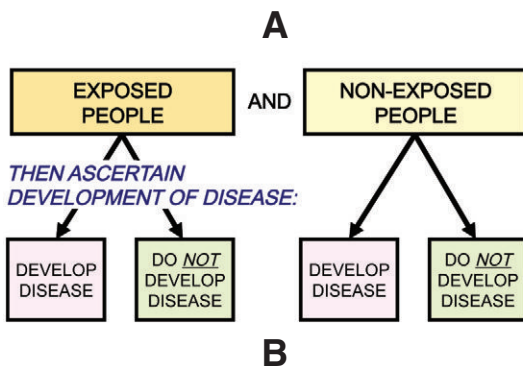 A
EXPOSED
PEOPLE
AND
NON-EXPOSED
PEOPLE
THEN ASCERTAIN
DEVELOPMENT OF DISEASE:
DEVELOP
DISEASE
DO NOT
DEVELOP
DISEASE
DEVELOP
DISEASE
DO NOT
DEVELOP
DISEASE
B